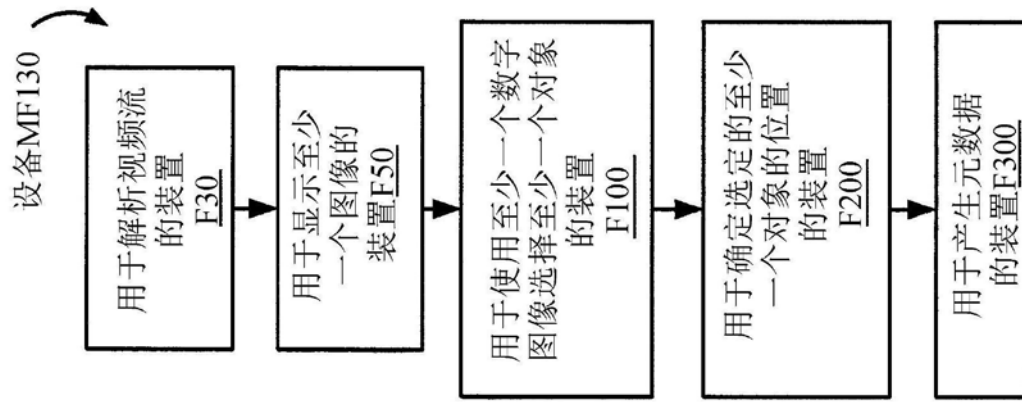 设备MF130
用于解析视频流
的装置
F30
用于显示至少
一个图像的
装置F50
用于使用至少一个数字
图像选择至少一个对象
的装置
F100
用于确定选定的至少
一个对象的位置
的装置
F200
用于产生元数据
的装置F300